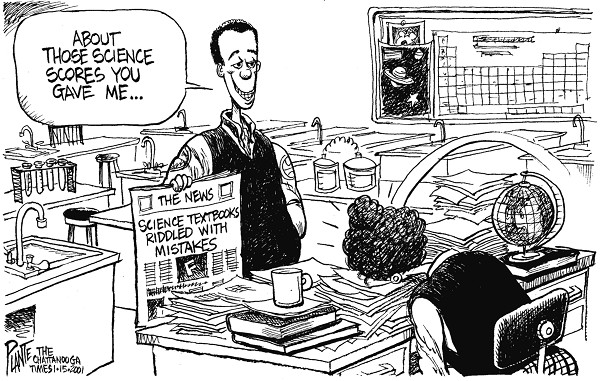 ABOUT
THOSE SCIENCE
SCORES YOU
GAVE ME...
THE NEWS
SCIENCE TEXTBOOKS
RIDDLED WITH
MISTAKES
F
PLANTE
THE
CHATTANOOGA
TIMES 1·15·2001